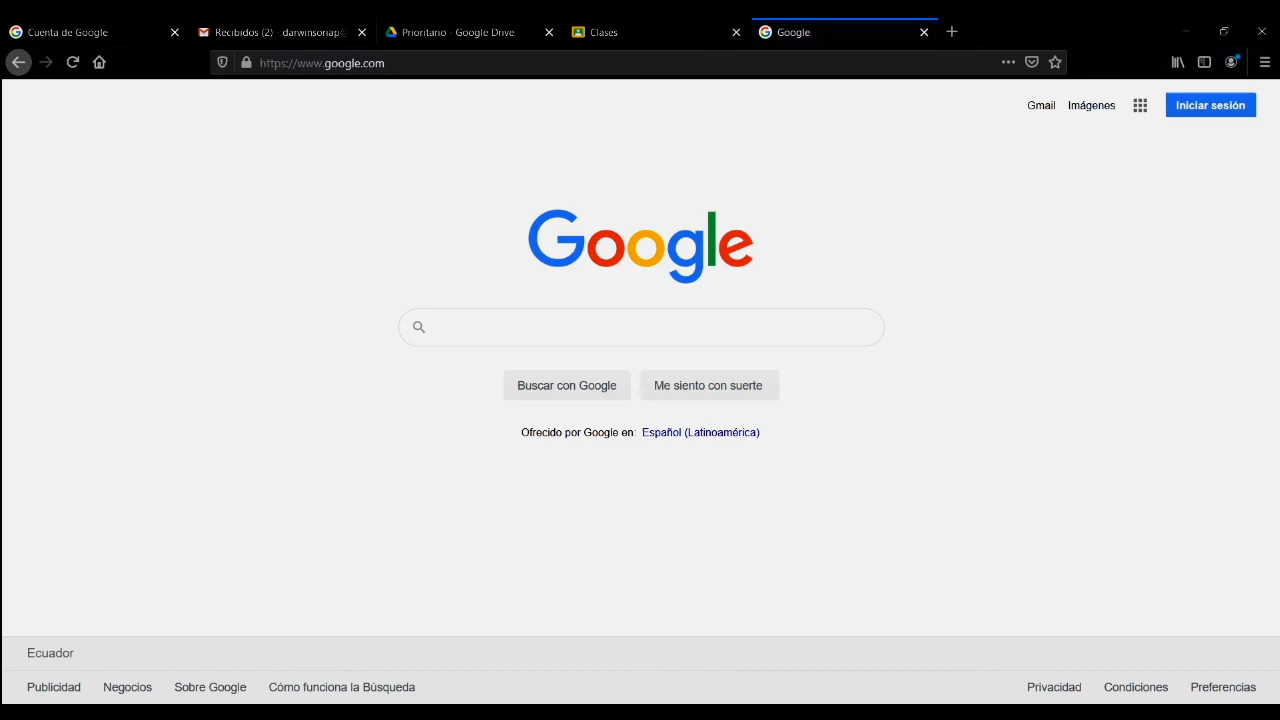 Cuenta de Google
Recibidos (2) - darwinsoriap@
Prioritario - Google Drive
Clases
Google
https://www.google.com
Gmail
Imágenes
Iniciar sesión
Google
Buscar con Google
Me siento con suerte
Ofrecido por Google en: Español (Latinoamérica)
Ecuador
Publicidad
Negocios
Sobre Google
Cómo funciona la Búsqueda
Privacidad
Condiciones
Preferencias